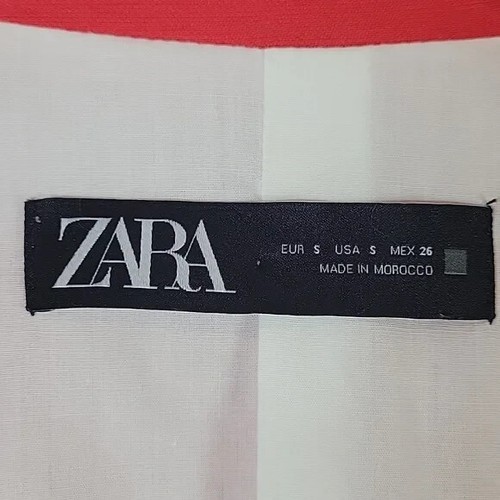 ZARA
EUR S USA S MEX 26
MADE IN MOROCCO